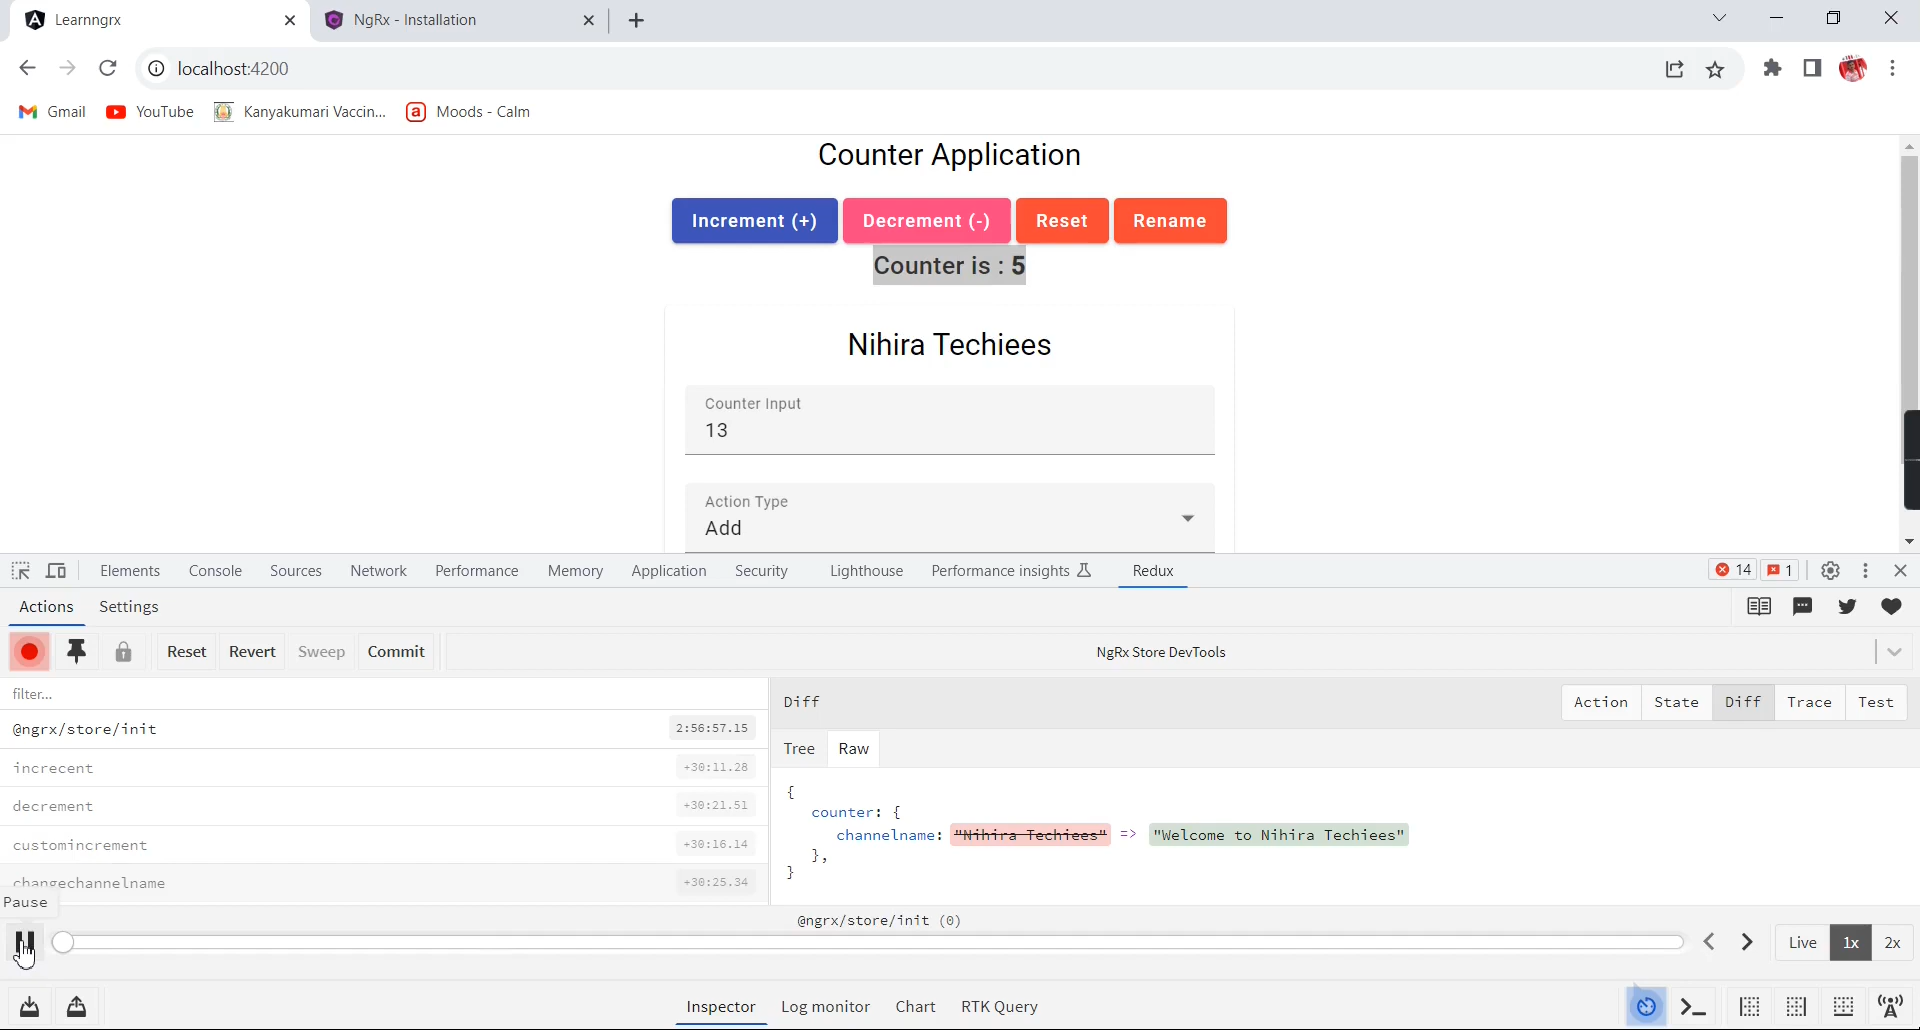 Learnngrx
NgRx - Installation
localhost:4200
Gmail
YouTube
Kanyakumari Vaccin...
Moods - Calm
Counter Application
Increment (+)
Decrement (-)
Reset
Rename
Counter is : 5
Nihira Techiees
Counter Input
13
Action Type
Add
Elements
Console
Sources
Network
Performance
Memory
Application
Security
Lighthouse
Performance insights
Redux
14
1
Actions
Settings
Reset
Revert
Sweep
Commit
NgRx Store DevTools
filter...
@ngrx/store/init
2:56:57.15
increcent
+30:11.28
decrement
+30:21.51
customincrement
+30:16.14
changechannelname
+30:25.34
Diff
Action
State
Diff
Trace
Test
Tree
Raw
{
counter: {
channelname: "Nihira Techiees" => "Welcome to Nihira Techiees"
},
}
Pause
@ngrx/store/init (0)
Live
1x
2x
Inspector
Log monitor
Chart
RTK Query